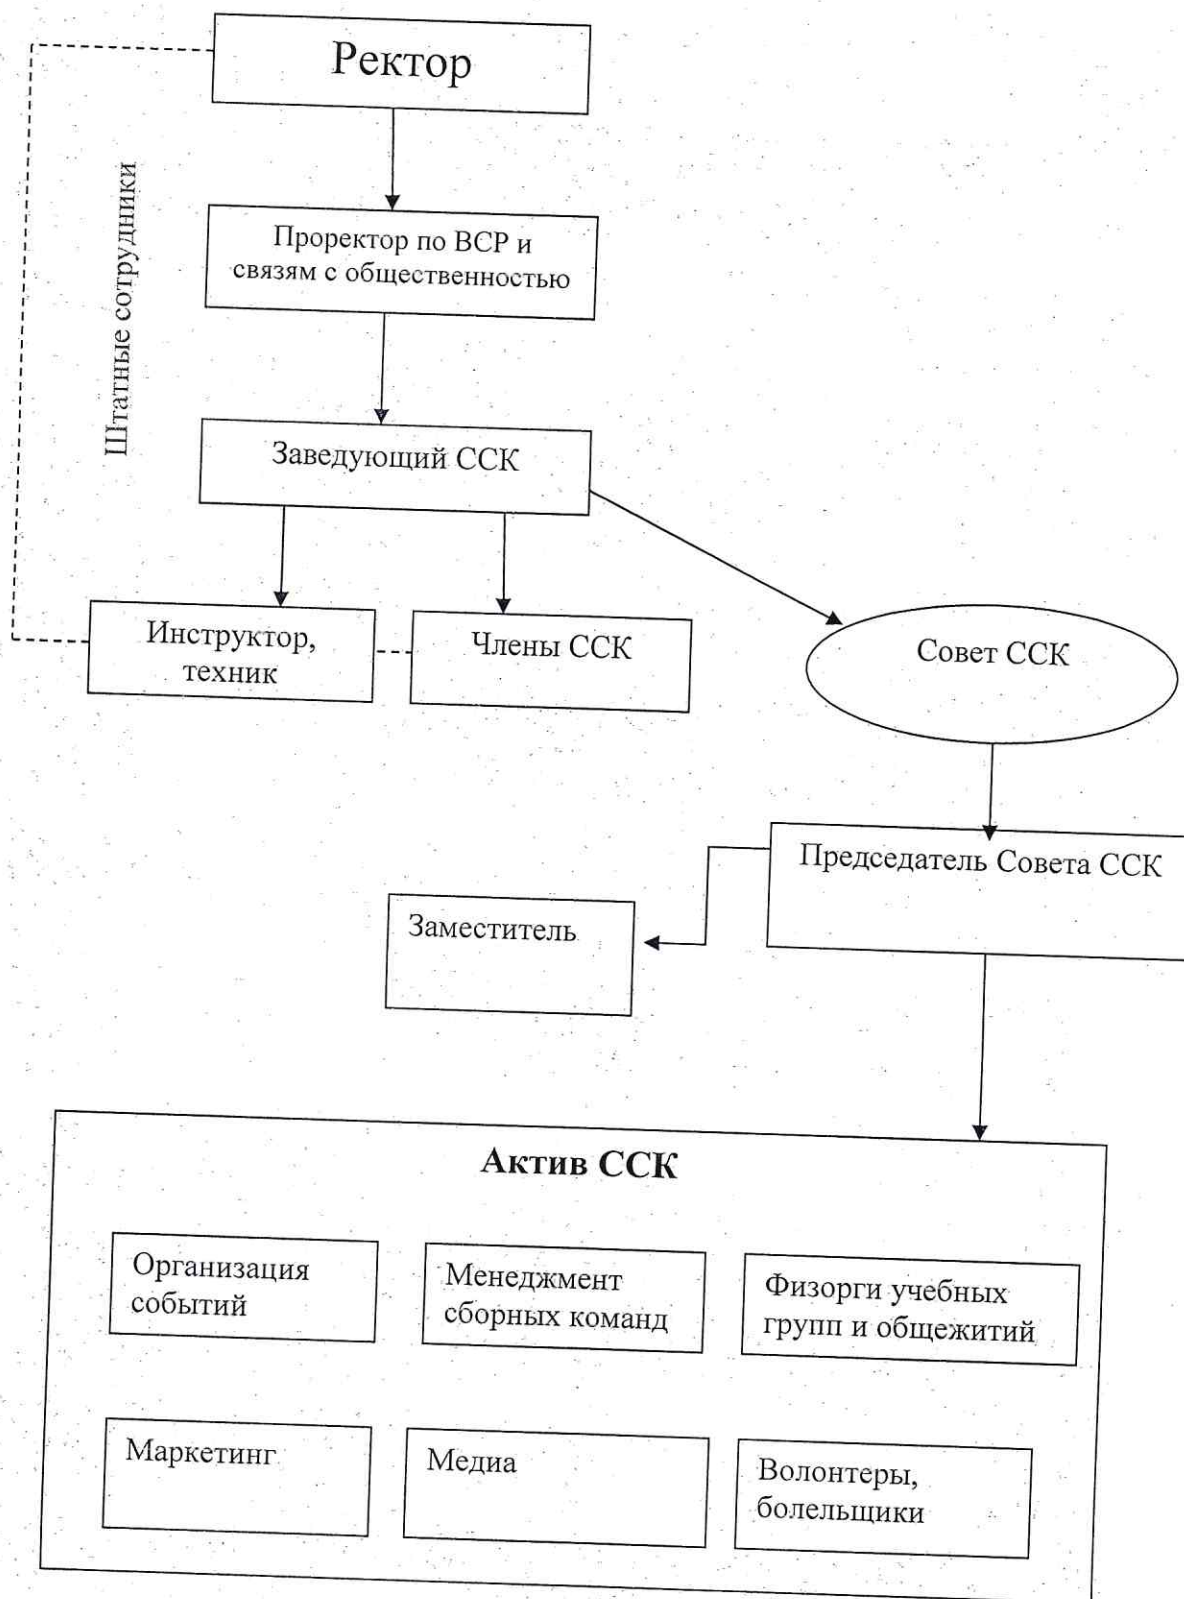 Ректор
Штатные сотрудники
Проректор по ВСР и
связям с общественностью
Заведующий ССК
Инструктор,
техник
Члены ССК
Совет ССК
Председатель Совета ССК
Заместитель
Актив ССК
Организация
событий
Менеджмент
сборных команд
Физорги учебных
групп и общежитий
Маркетинг
Медиа
Волонтеры,
болельщики